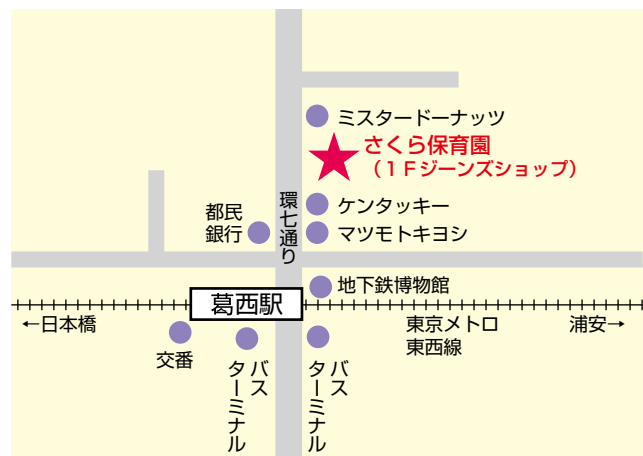 ミスタードーナッツ
さくら保育園
（１Ｆジーンズショップ）
環七通り
ケンタッキー
都民
銀行
マツモトキヨシ
地下鉄博物館
葛西駅
←日本橋
東京メトロ
東西線
浦安→
交番
バス
ターミナル
バス
ターミナル